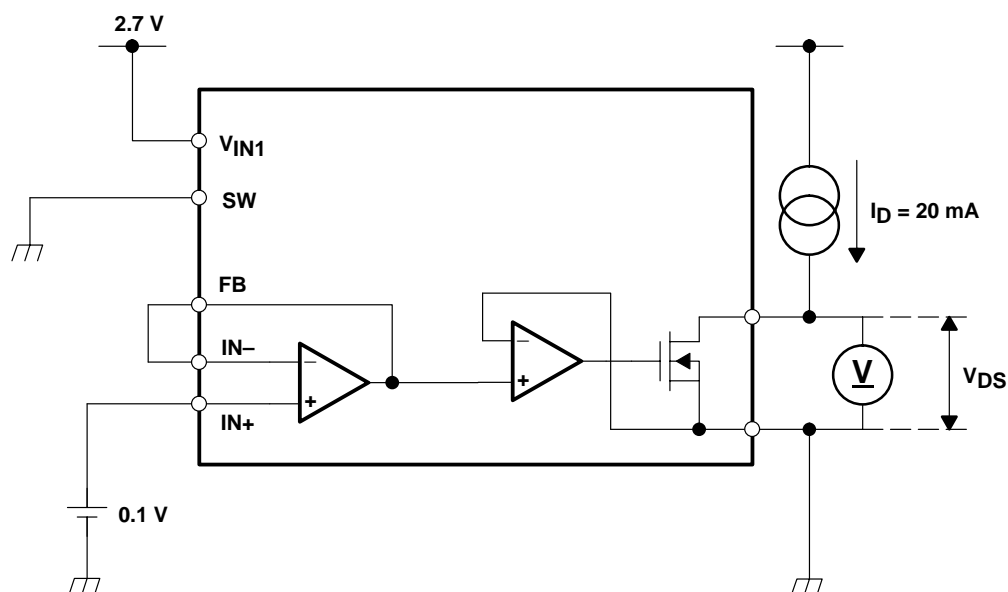 2.7 V
VIN1
SW
ID = 20 mA
FB
IN−
−
+
IN+
−
+
V
VDS
0.1 V